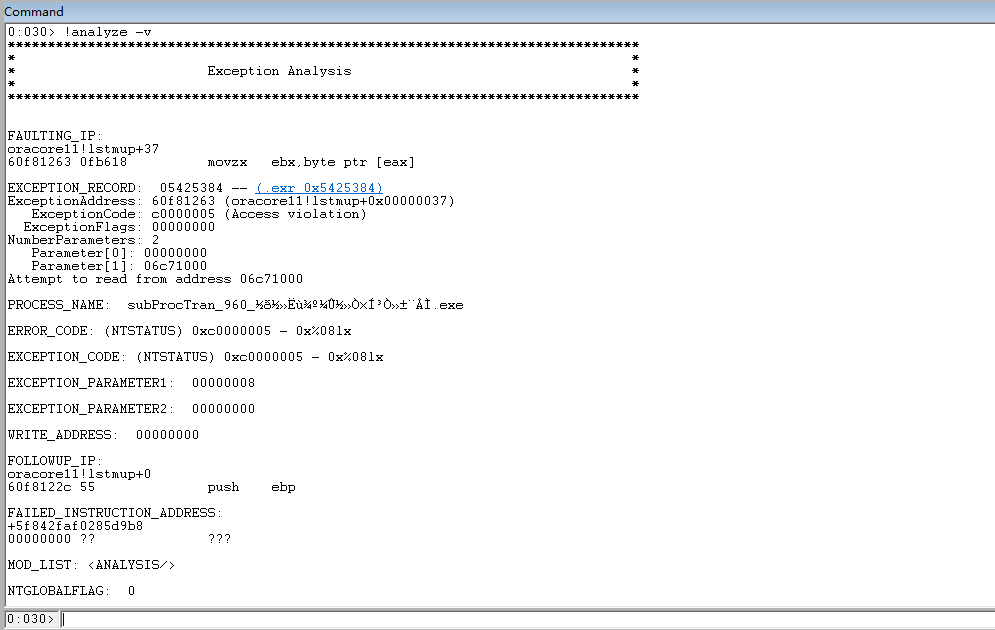 Command
0:030> !analyze -v
*******************************************************************************
*                                                                             *
*                        Exception Analysis                                   *
*                                                                             *
*******************************************************************************
FAULTING_IP:
oracore11!lstmup+37
60f81263 0fb618          movzx   ebx,byte ptr [eax]
EXCEPTION_RECORD:  05425384 -- (.exr 0x5425384)
ExceptionAddress: 60f81263 (oracore11!lstmup+0x00000037)
   ExceptionCode: c0000005 (Access violation)
  ExceptionFlags: 00000000
NumberParameters: 2
   Parameter[0]: 00000000
   Parameter[1]: 06c71000
Attempt to read from address 06c71000
PROCESS_NAME:  subProcTran_960_½ð½»Ëù¾º¼Û½»Ò×Í³Ò»±¨ÅÌ.exe
ERROR_CODE: (NTSTATUS) 0xc0000005 - 0x%08lx
EXCEPTION_CODE: (NTSTATUS) 0xc0000005 - 0x%08lx
EXCEPTION_PARAMETER1:  00000008
EXCEPTION_PARAMETER2:  00000000
WRITE_ADDRESS:  00000000
FOLLOWUP_IP:
oracore11!lstmup+0
60f8122c 55              push    ebp
FAILED_INSTRUCTION_ADDRESS:
+5f842faf0285d9b8
00000000 ??              ???
MOD_LIST: <ANALYSIS/>
NTGLOBALFLAG:  0
0:030>